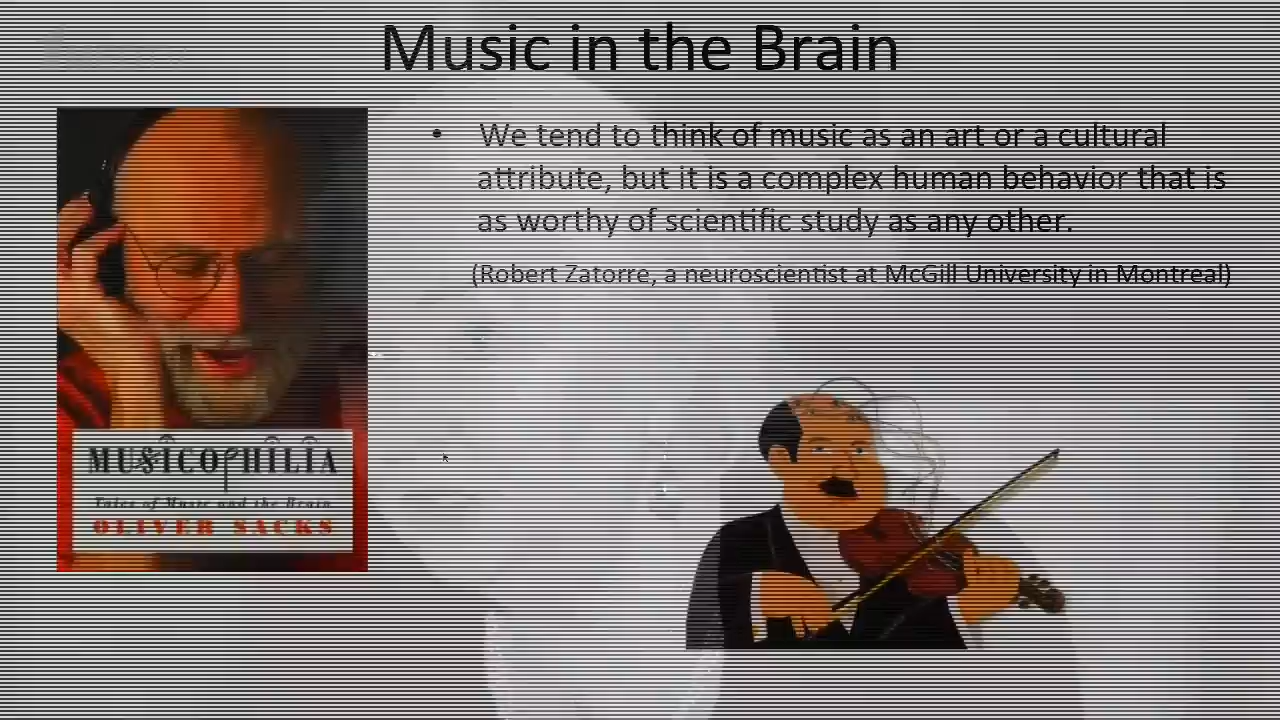 Music in the Brain
• We tend to think of music as an art or a cultural
attribute, but it is a complex human behavior that is
as worthy of scientific study as any other.
(Robert Zatorre, a neuroscientist at McGill University in Montreal)
MUSICOPHILIA
Tales of Music and the Brain
OLIVER SACKS